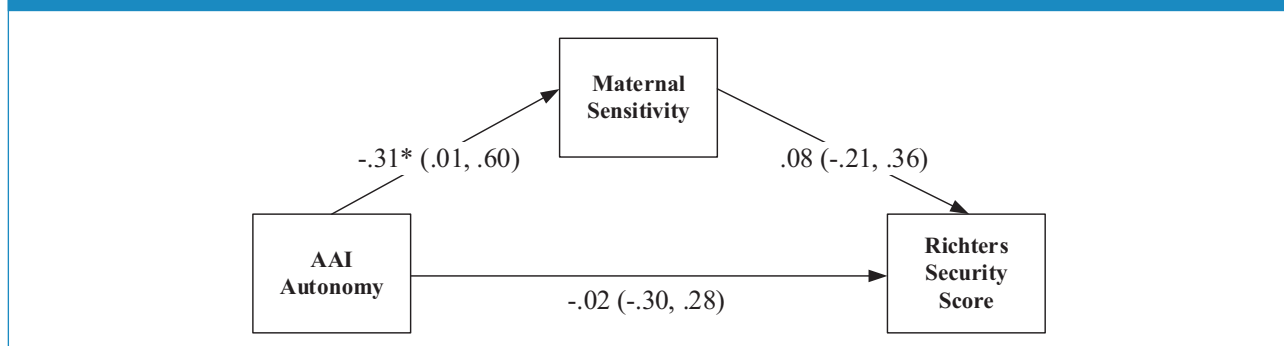 Maternal
Sensitivity
-.31* (.01, .60)
.08 (-.21, .36)
AAI
Autonomy
Richters
Security
Score
-.02 (-.30, .28)